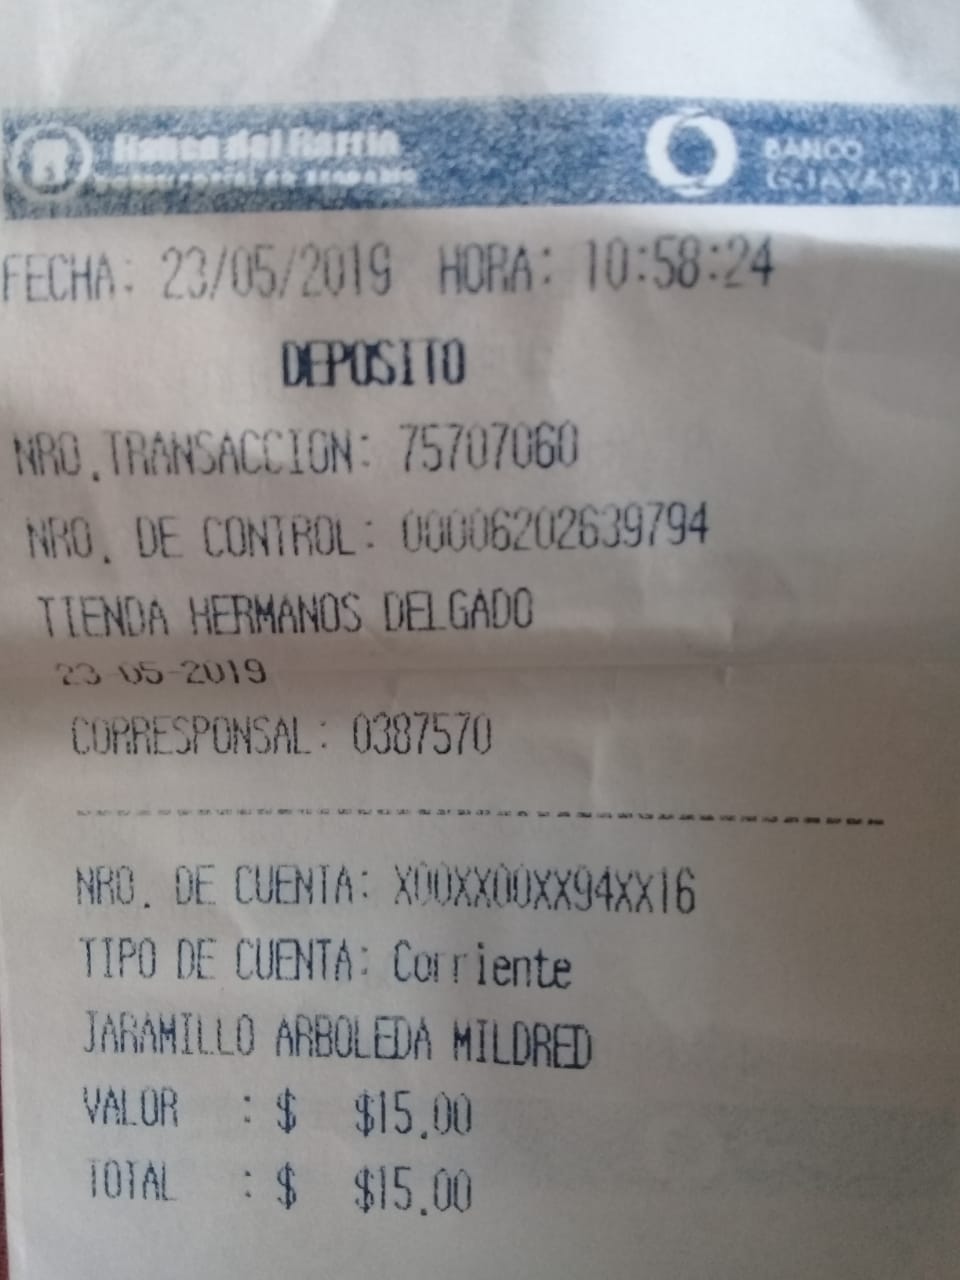 Banco del Barrio
BANCO
GUAYAQUIL
FECHA: 23/05/2019 HORA: 10:58:24
DEPOSITO
NRO.TRANSACCION: 75707060
NRO. DE CONTROL: 00006202639794
TIENDA HERMANOS DELGADO
23-05-2019
CORRESPONSAL: 0387570
NRO. DE CUENTA: X00XX00XX94XX16
TIPO DE CUENTA: Corriente
JARAMILLO ARBOLEDA MILDRED
VALOR : $ $15.00
TOTAL : $ $15.00